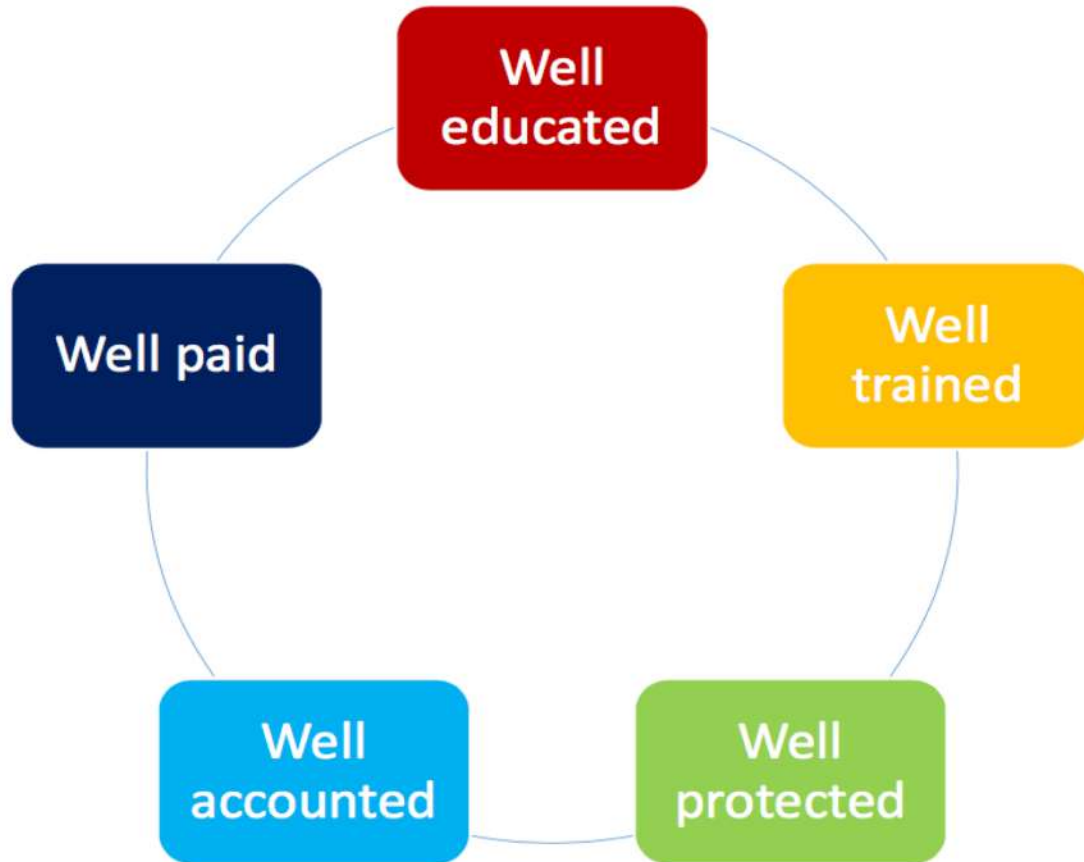 Well
educated
Well paid
Well
trained
Well
accounted
Well
protected